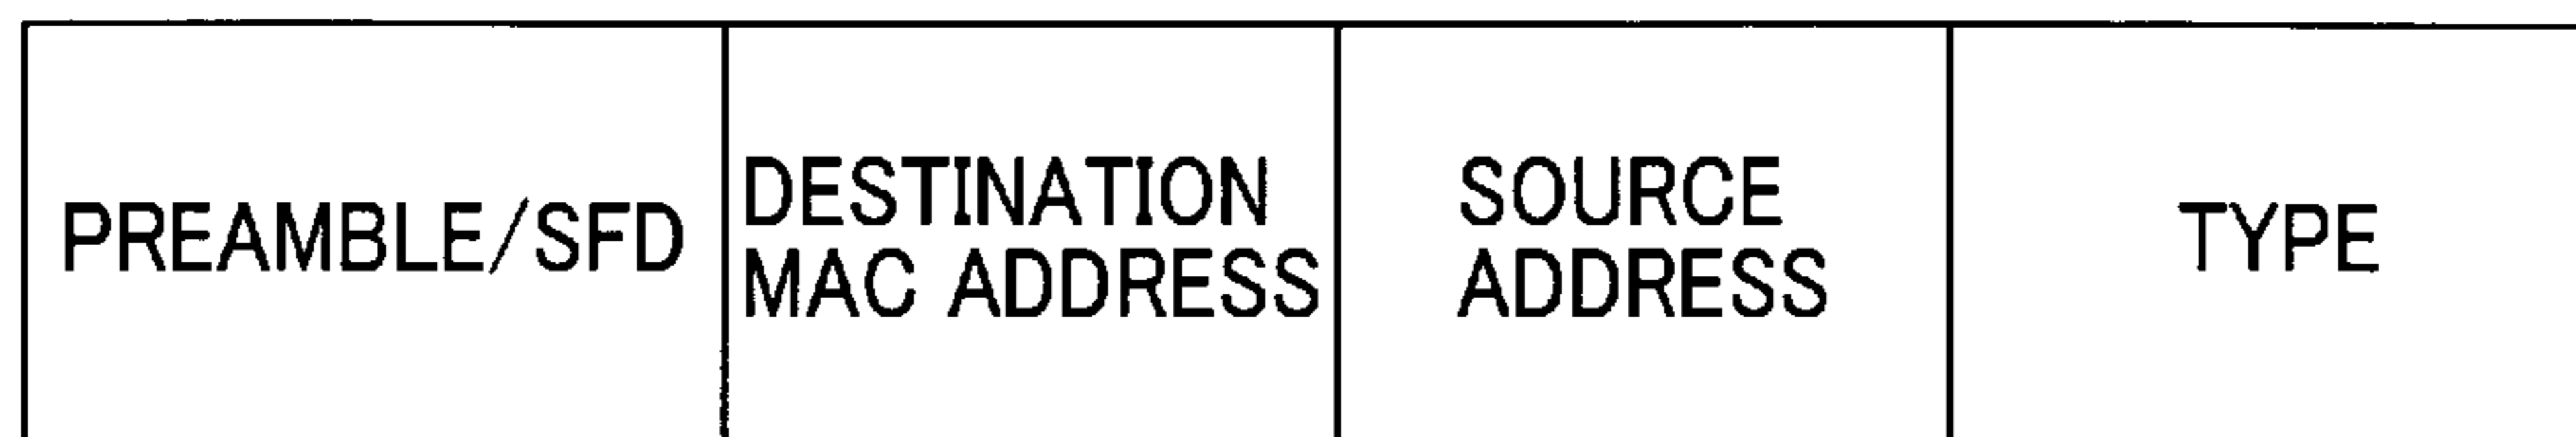 PREAMBLE/SFD
DESTINATION
MAC ADDRESS
SOURCE
ADDRESS
TYPE